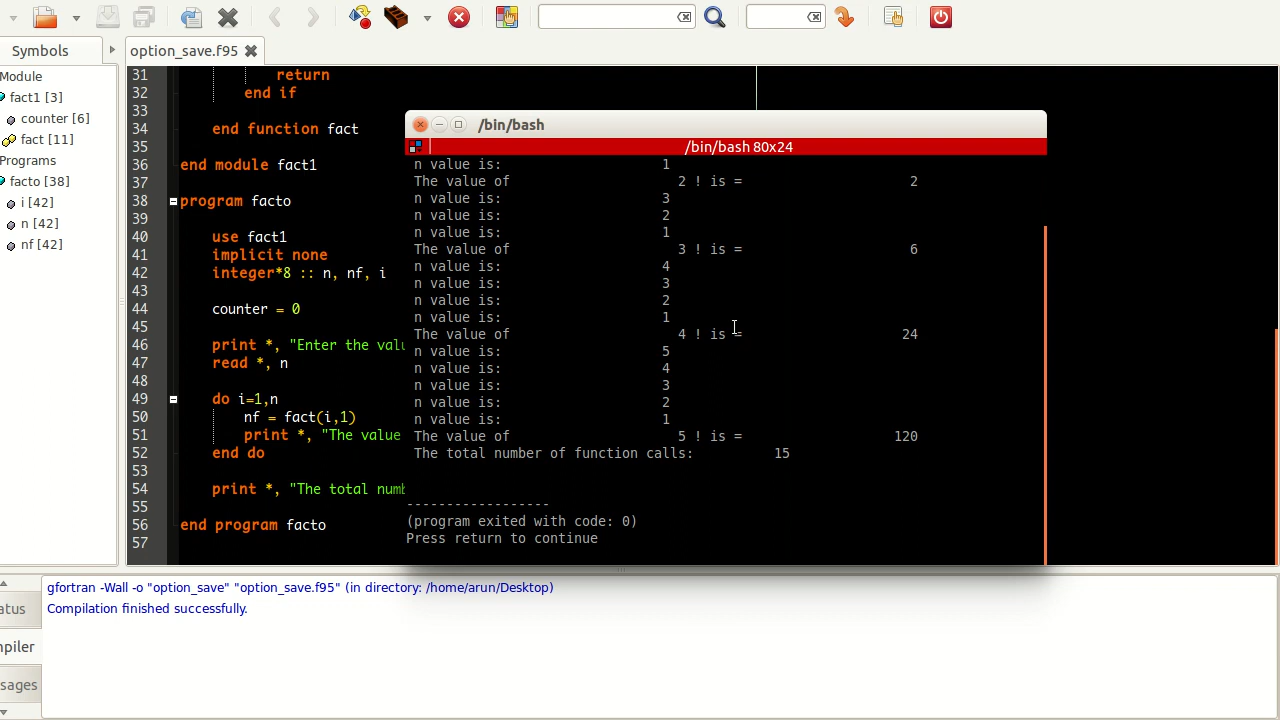 Symbols
option_save.f95
Module
fact1 [3]
counter [6]
fact [11]
Programs
facto [38]
i [42]
n [42]
nf [42]
31 return
32 end if
33
34 end function fact
35
36 end module fact1
37
38 program facto
39
40 use fact1
41 implicit none
42 integer*8 :: n, nf, i
43
44 counter = 0
45
46 print *, "Enter the valu
47 read *, n
48
49 do i=1,n
50 nf = fact(i,1)
51 print *, "The value
52 end do
53
54 print *, "The total numb
55
56 end program facto
57
/bin/bash
/bin/bash 80x24
n value is: 1
The value of 2 ! is = 2
n value is: 3
n value is: 2
n value is: 1
The value of 3 ! is = 6
n value is: 4
n value is: 3
n value is: 2
n value is: 1
The value of 4 ! is = 24
n value is: 5
n value is: 4
n value is: 3
n value is: 2
n value is: 1
The value of 5 ! is = 120
The total number of function calls: 15
------------------
(program exited with code: 0)
Press return to continue
atus
mpiler
ssages
gfortran -Wall -o "option_save" "option_save.f95" (in directory: /home/arun/Desktop)
Compilation finished successfully.